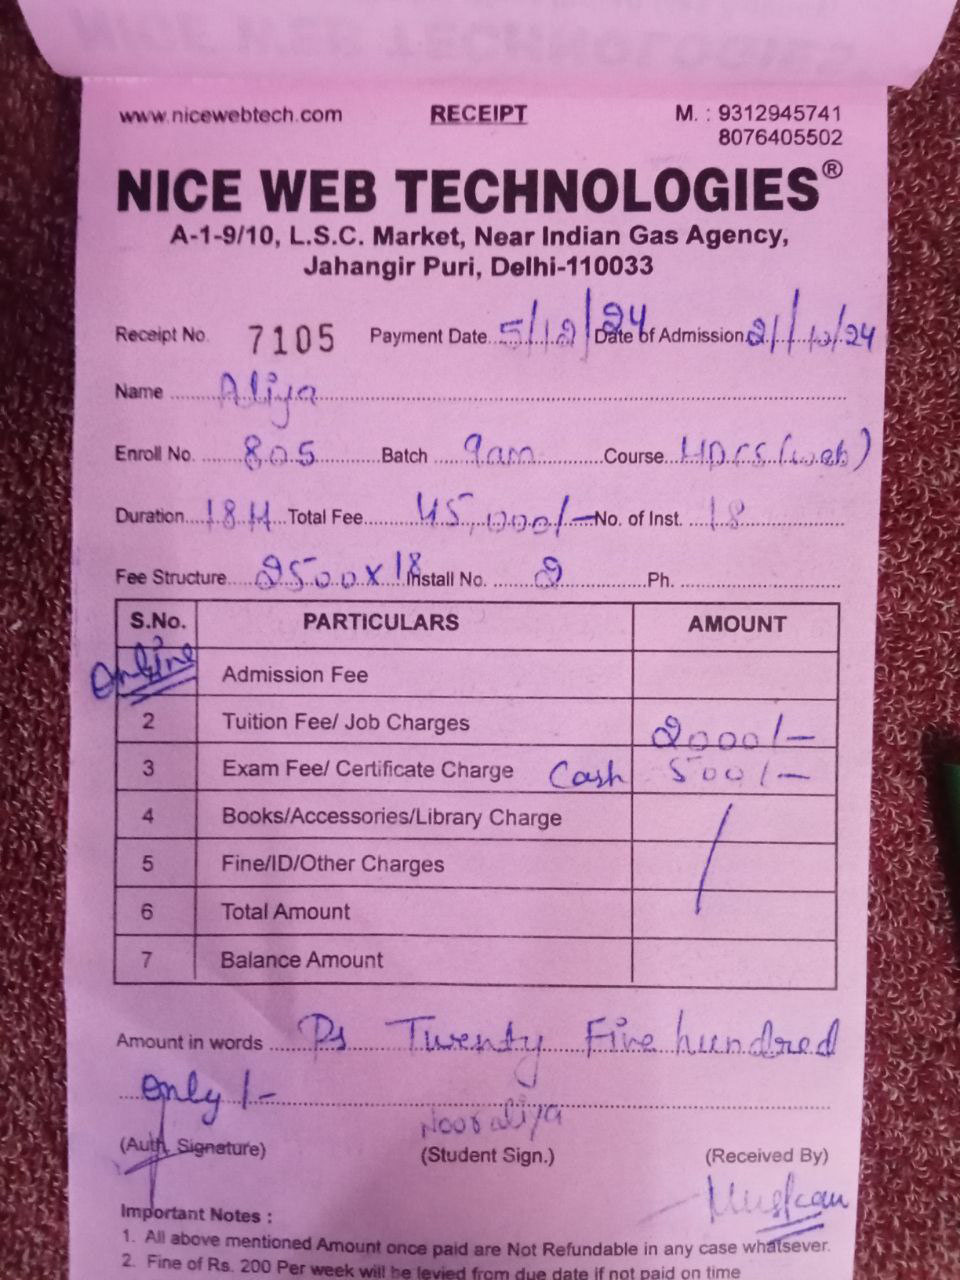 www.nicewebtech.com RECEIPT M. : 9312945741
8076405502
NICE WEB TECHNOLOGIES®
A-1-9/10, L.S.C. Market, Near Indian Gas Agency,
Jahangir Puri, Delhi-110033
Receipt No. 7105 Payment Date 5/12/24 Date of Admission 2/10/24
Name Aliya
Enroll No. 805 Batch 9am Course (web)
Duration 18 M Total Fee 45,000/- No. of Inst. 18
Fee Structure 2500x18 Install No. 2 Ph.
S.No. PARTICULARS AMOUNT
Online Admission Fee
2 Tuition Fee/ Job Charges 2000/-
3 Exam Fee/ Certificate Charge Cash 500/-
4 Books/Accessories/Library Charge
5 Fine/ID/Other Charges
6 Total Amount
7 Balance Amount
Amount in words Rs Twenty Five hundred
only/-
Nooraliya
(Auth. Signature) (Student Sign.) (Received By)
Muskan
Important Notes :
1. All above mentioned Amount once paid are Not Refundable in any case whatsever.
2. Fine of Rs. 200 Per week will be levied from due date if not paid on time